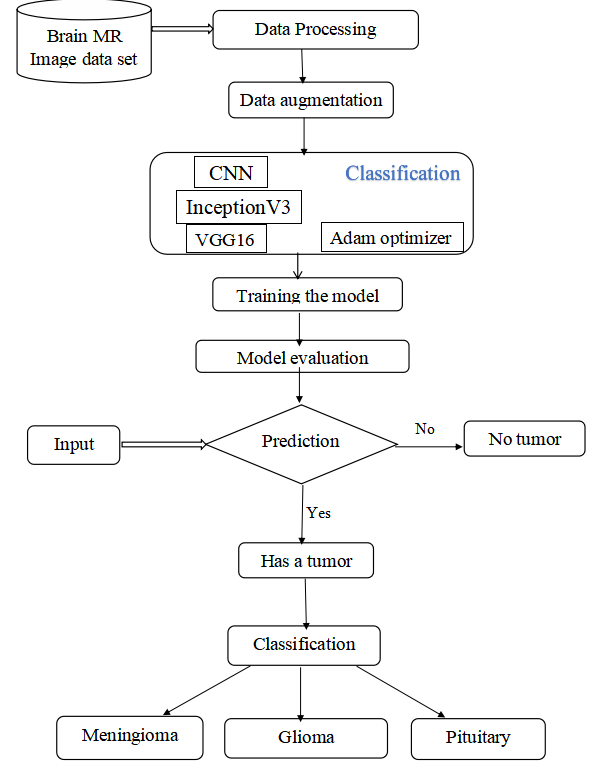 Brain MR
Image data set
Data Processing
Data augmentation
CNN
Classification
InceptionV3
VGG16
Adam optimizer
Training the model
Model evaluation
Input
Prediction
No
No tumor
Yes
Has a tumor
Classification
Meningioma
Glioma
Pituitary